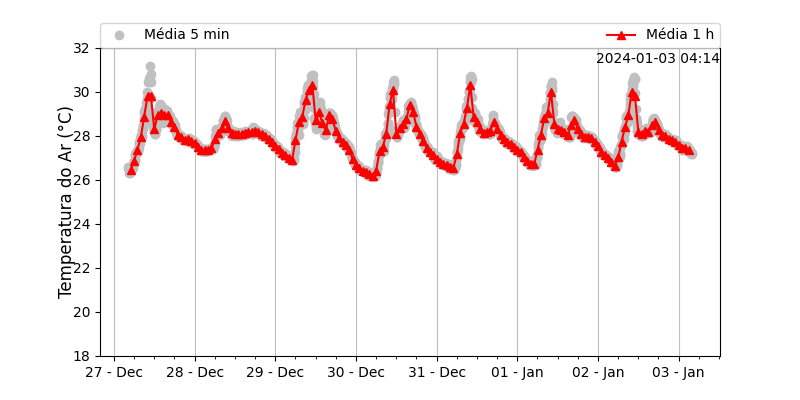 Média 5 min
Média 1 h
2024-01-03 04:14
Temperatura do Ar (°C)
32
30
28
26
24
22
20
18
27 - Dec
28 - Dec
29 - Dec
30 - Dec
31 - Dec
01 - Jan
02 - Jan
03 - Jan